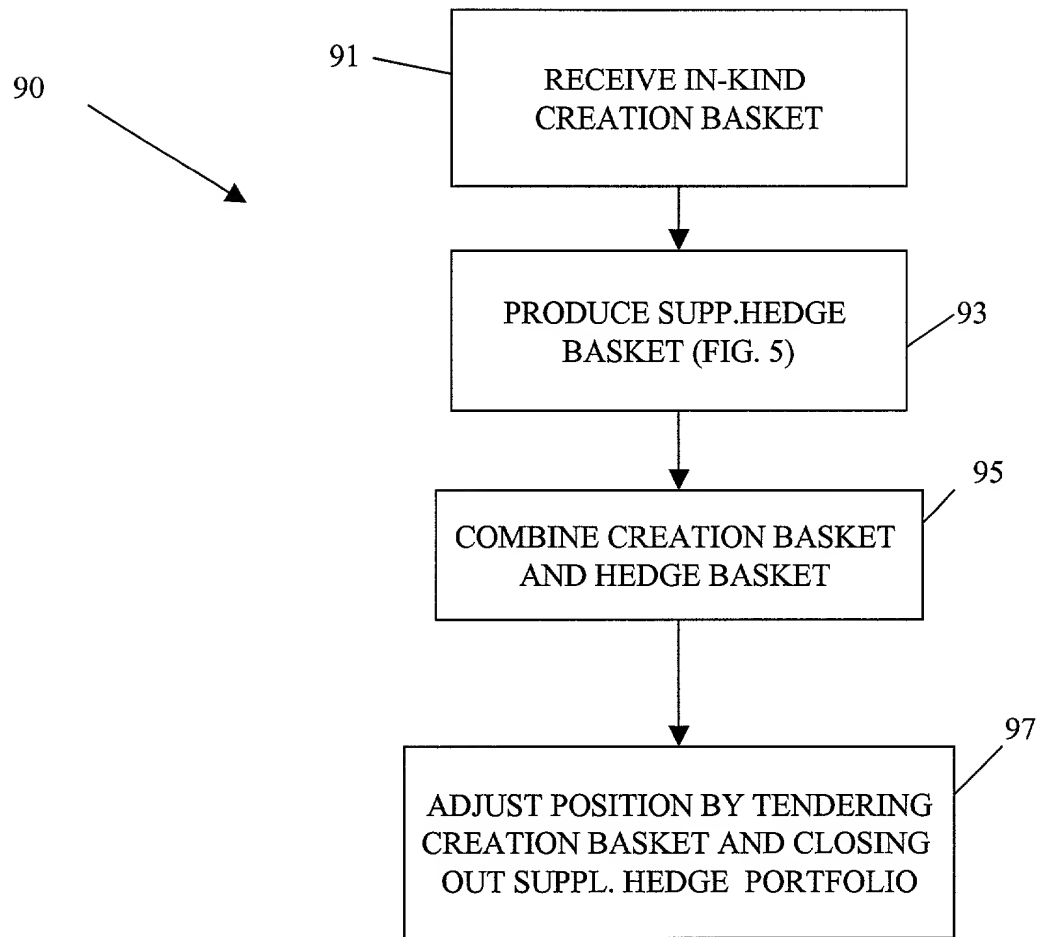 91
90
RECEIVE IN-KIND
CREATION BASKET
PRODUCE SUPP.HEDGE
BASKET (FIG. 5)
93
95
COMBINE CREATION BASKET
AND HEDGE BASKET
97
ADJUST POSITION BY TENDERING
CREATION BASKET AND CLOSING
OUT SUPPL. HEDGE PORTFOLIO